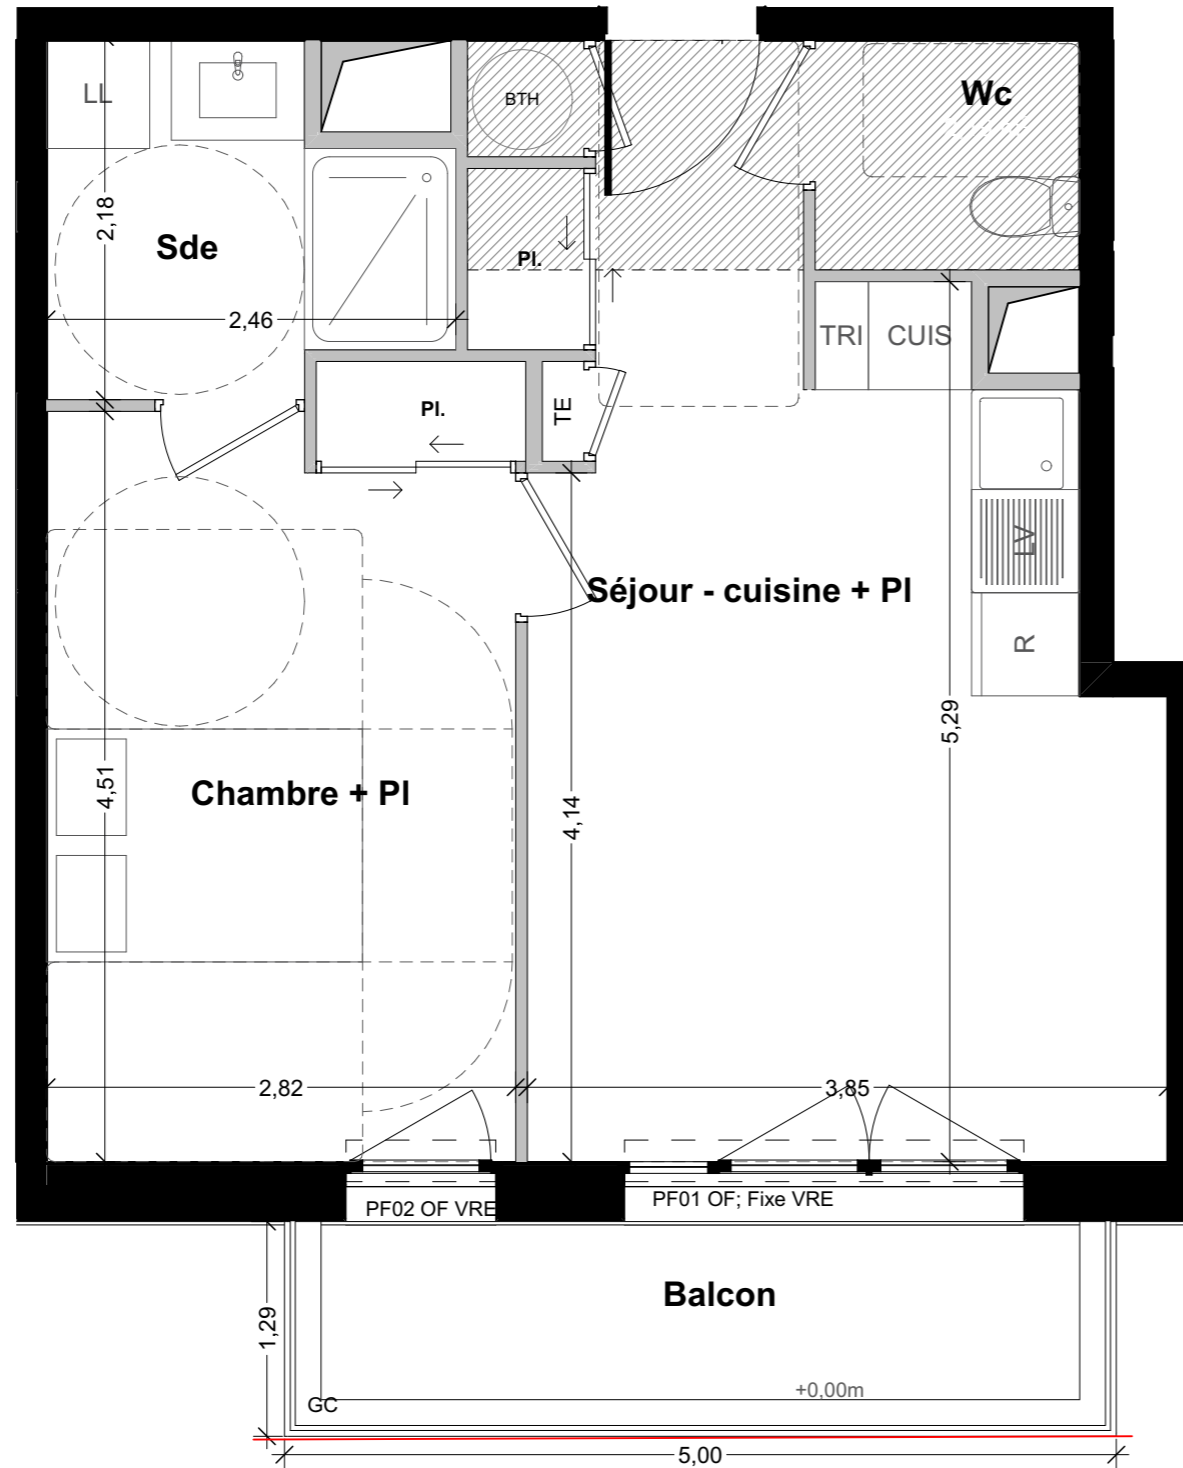 LL
BTH
Wc
2,18
Sde
Pl.
2,46
TRI
CUIS
Pl.
TE
LV
Séjour - cuisine + Pl
R
5,29
4,51
Chambre + Pl
4,14
2,82
3,85
PF02 OF VRE
PF01 OF; Fixe VRE
Balcon
1,29
+0,00m
GC
5,00